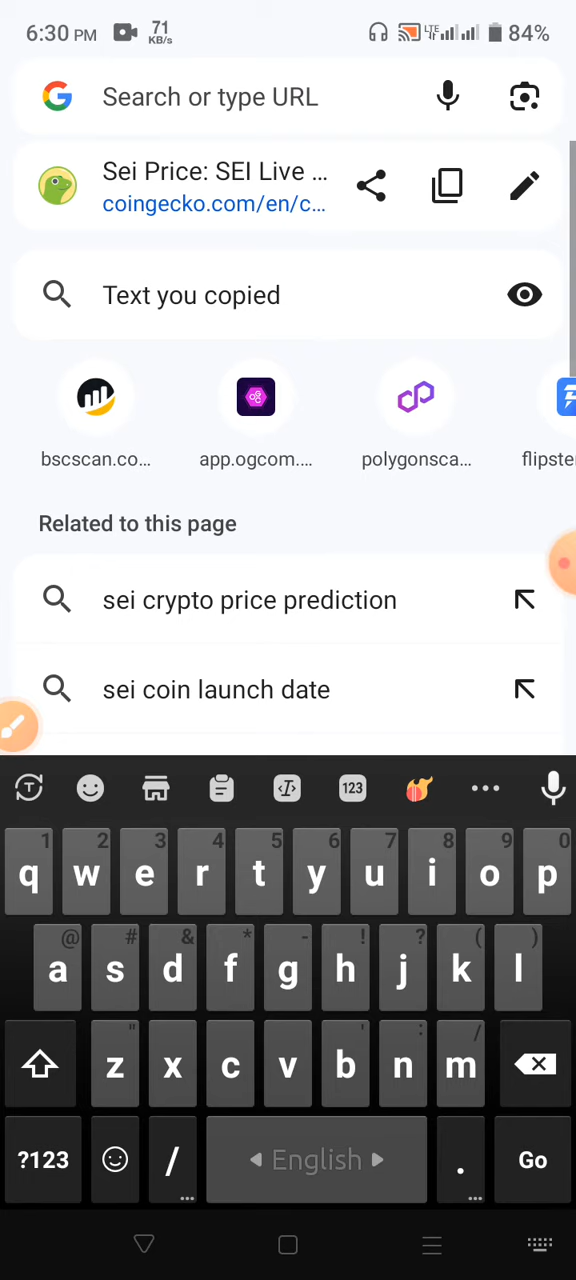 6:30 PM
71
KB/s
LTE
84%
Search or type URL
Sei Price: SEI Live ...
coingecko.com/en/c...
Text you copied
bscscan.co...
app.ogcom....
polygonsca...
flipste
Related to this page
sei crypto price prediction
sei coin launch date
T
123
1 2 3 4 5 6 7 8 9 0
q w e r t y u i o p
@ # & * - ! ? ( )
a s d f g h j k l
" ' : /
z x c v b n m
?123 / English . Go